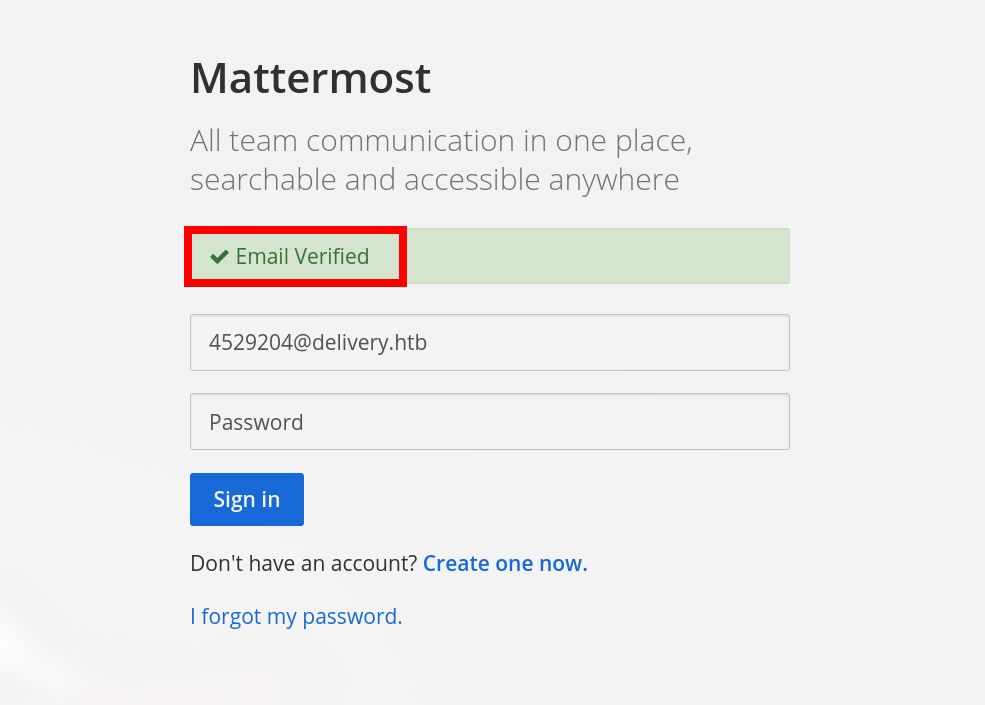 Mattermost
All team communication in one place,
searchable and accessible anywhere
✔ Email Verified
4529204@delivery.htb
Password
Sign in
Don't have an account? Create one now.
I forgot my password.